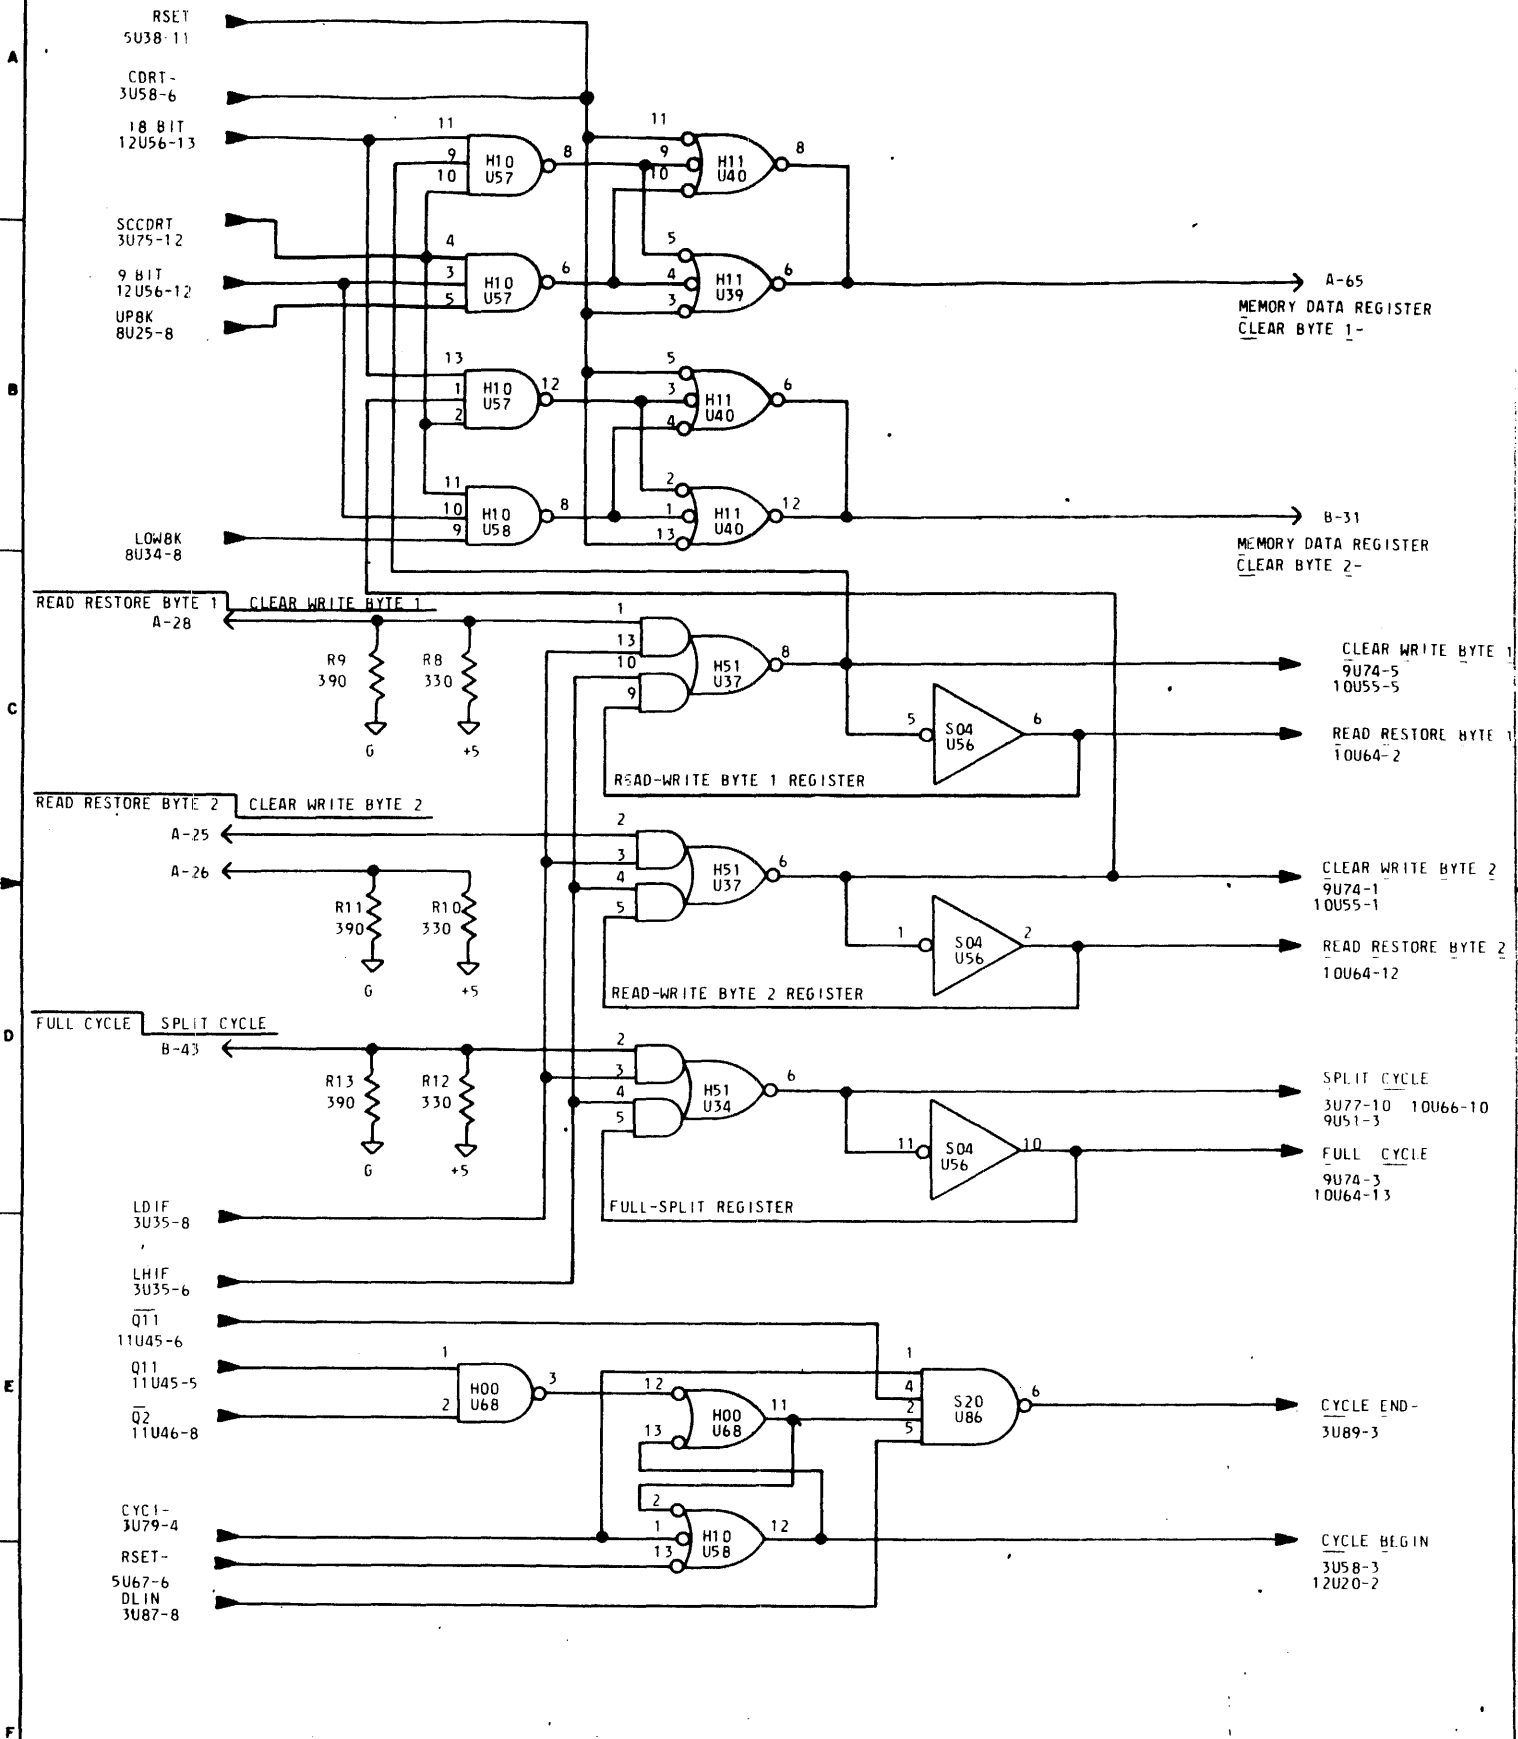 A
RSET
5U38-11
CDRT-
3U58-6
18 BIT
12U56-13
SCCDRT
3U75-12
9 BIT
12U56-12
UP8K
8U25-8
11
9
10
H10
U57
8
4
3
5
H10
U57
6
11
9
10
H11
U40
8
5
4
3
H11
U39
6
A-65
MEMORY DATA REGISTER
CLEAR BYTE 1-
B
13
1
2
H10
U57
12
5
3
4
H11
U40
6
11
10
9
H10
U58
8
2
1
13
H11
U40
12
B-31
MEMORY DATA REGISTER
CLEAR BYTE 2-
LOW8K
8U34-8
READ RESTORE BYTE 1
CLEAR WRITE BYTE 1
A-28
R9
390
G
R8
330
+5
1
13
10
9
H51
U37
8
CLEAR WRITE BYTE 1
9U74-5
10U55-5
C
5
S04
U56
6
READ RESTORE BYTE 1
10U64-2
READ-WRITE BYTE 1 REGISTER
READ RESTORE BYTE 2
CLEAR WRITE BYTE 2
A-25
A-26
R11
390
G
R10
330
+5
2
3
4
5
H51
U37
6
CLEAR WRITE BYTE 2
9U74-1
10U55-1
1
S04
U56
2
READ RESTORE BYTE 2
10U64-12
READ-WRITE BYTE 2 REGISTER
D
FULL CYCLE
SPLIT CYCLE
B-43
R13
390
G
R12
330
+5
2
3
4
5
H51
U34
6
SPLIT CYCLE
3U77-10 10U66-10
9U51-3
11
S04
U56
10
FULL CYCLE
9U74-3
10U64-13
FULL-SPLIT REGISTER
LDIF
3U35-8
LHIF
3U35-6
Q11
11U45-6
E
Q11
11U45-5
Q2
11U46-8
1
2
H00
U68
3
12
13
H00
U68
11
1
4
2
5
S20
U86
6
CYCLE END-
3U89-3
CYC1-
3U79-4
RSET-
5U67-6
DLIN
3U87-8
2
1
13
H10
U58
12
CYCLE BEGIN
3U58-3
12U20-2
F